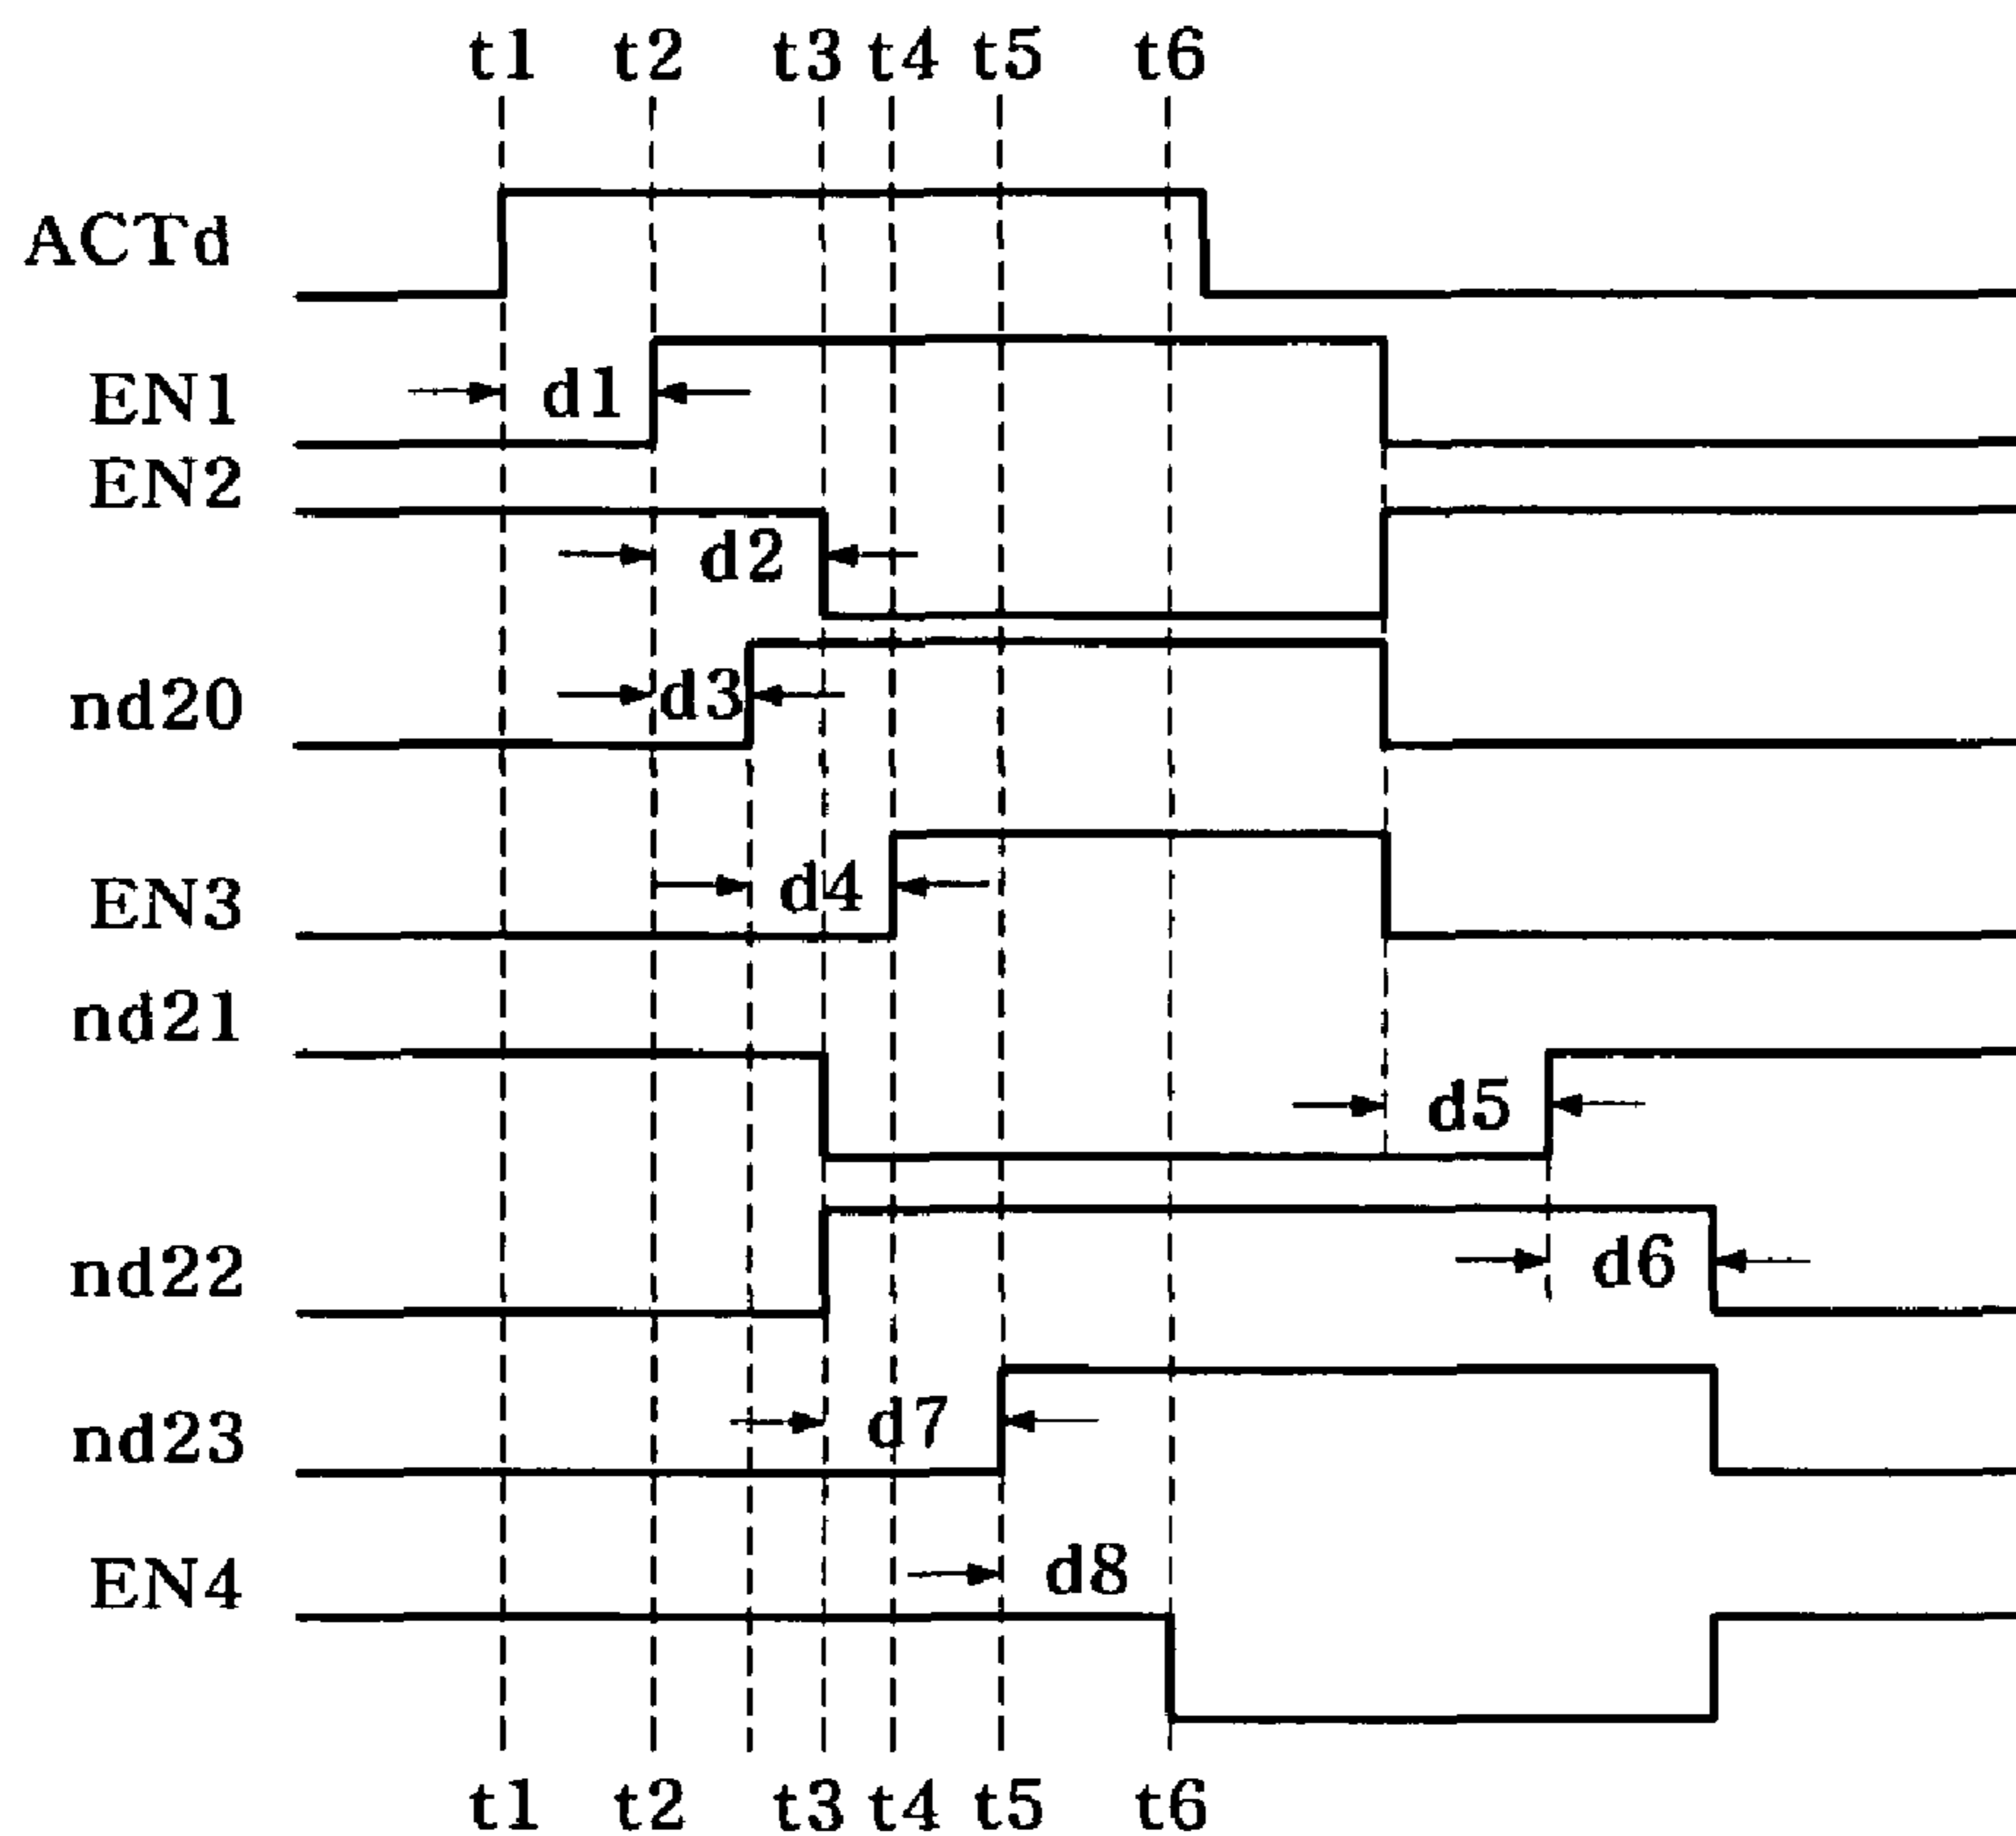 t1 t2 t3 t4 t5 t6
ACTd
EN1 d1
EN2
d2
nd20 d3
EN3 d4
nd21
d5
nd22 d6
nd23 d7
EN4 d8
t1 t2 t3 t4 t5 t6